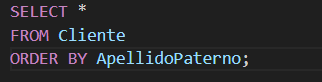 SELECT *
FROM Cliente
ORDER BY ApellidoPaterno;